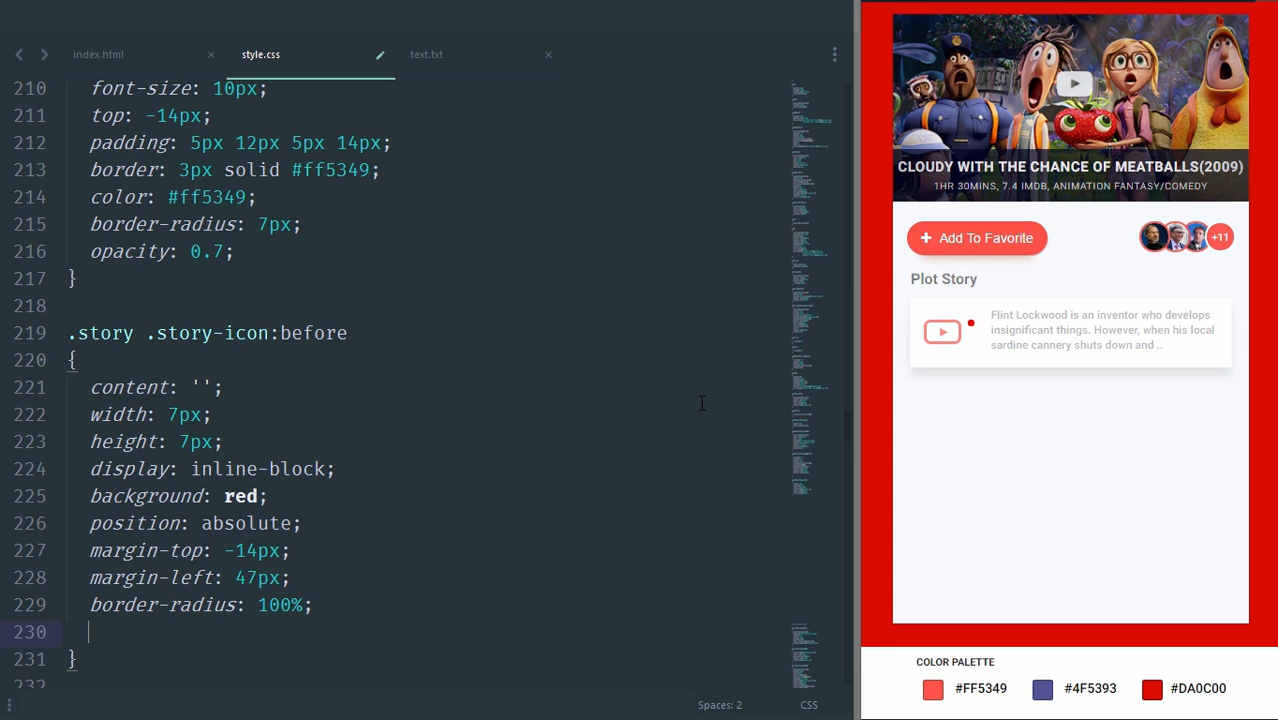 index.html
style.css
text.txt
210 font-size: 10px;
211 top: -14px;
212 padding: 5px 12px 5px 14px;
213 border: 3px solid #ff5349;
214 color: #ff5349;
215 border-radius: 7px;
216 opacity: 0.7;
217 }
218
219 .story .story-icon:before
220 {
221 content: '';
222 width: 7px;
223 height: 7px;
224 display: inline-block;
225 background: red;
226 position: absolute;
227 margin-top: -14px;
228 margin-left: 47px;
229 border-radius: 100%;
230
231 }
232
Spaces: 2 CSS
CLOUDY WITH THE CHANCE OF MEATBALLS(2009)
1HR 30MINS, 7.4 IMDB, ANIMATION FANTASY/COMEDY
+ Add To Favorite
+11
Plot Story
Flint Lockwood is an inventor who develops
insignificant things. However, when his local
sardine cannery shuts down and ..
COLOR PALETTE
#FF5349 #4F5393 #DA0C00